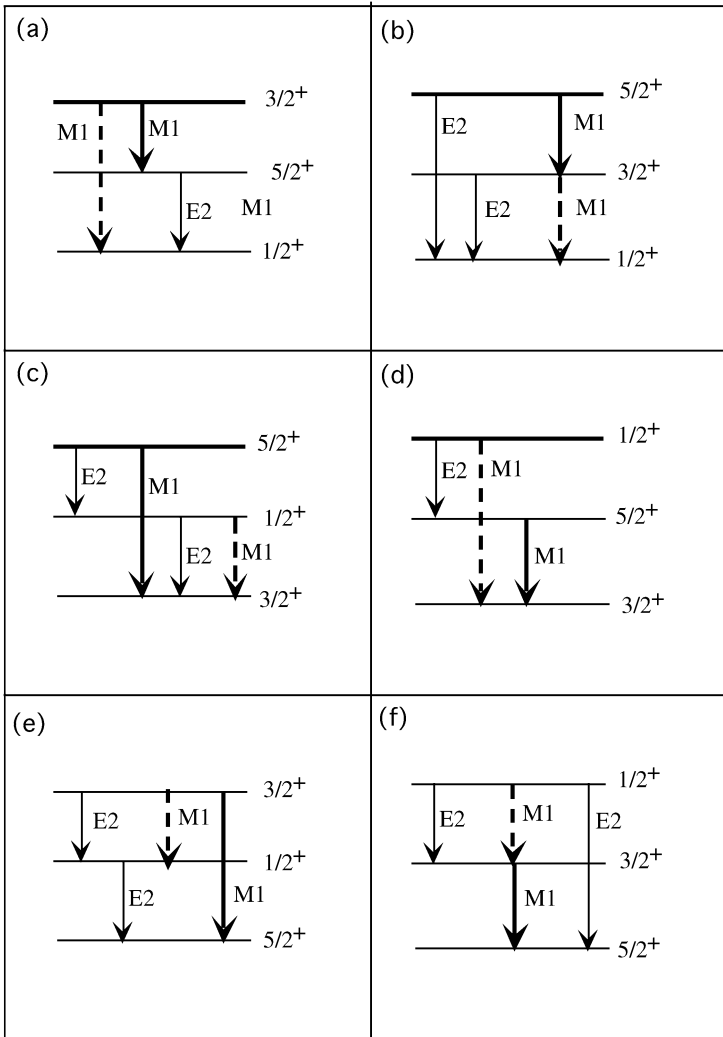 (a)
3/2+
M1
M1
5/2+
E2
M1
1/2+
(b)
5/2+
E2
M1
3/2+
E2
M1
1/2+
(c)
5/2+
E2
M1
1/2+
E2
M1
3/2+
(d)
1/2+
E2
M1
5/2+
M1
3/2+
(e)
3/2+
E2
M1
1/2+
E2
M1
5/2+
(f)
1/2+
E2
M1
E2
3/2+
M1
5/2+